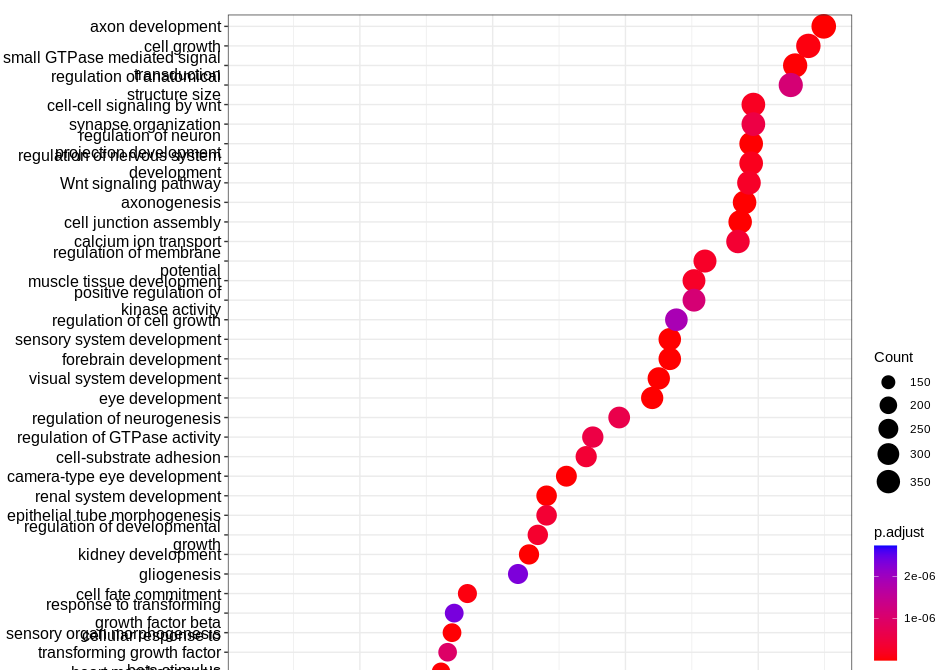 axon development
cell growth
small GTPase mediated signal
transduction
regulation of anatomical
structure size
cell-cell signaling by wnt
synapse organization
regulation of neuron
projection development
regulation of nervous system
development
Wnt signaling pathway
axonogenesis
cell junction assembly
calcium ion transport
regulation of membrane
potential
muscle tissue development
positive regulation of
kinase activity
regulation of cell growth
sensory system development
forebrain development
visual system development
eye development
regulation of neurogenesis
regulation of GTPase activity
cell-substrate adhesion
camera-type eye development
renal system development
epithelial tube morphogenesis
regulation of developmental
growth
kidney development
gliogenesis
cell fate commitment
response to transforming
growth factor beta
sensory organ morphogenesis
cellular response to
transforming growth factor
beta stimulus
Count
150
200
250
300
350
p.adjust
2e-06
1e-06